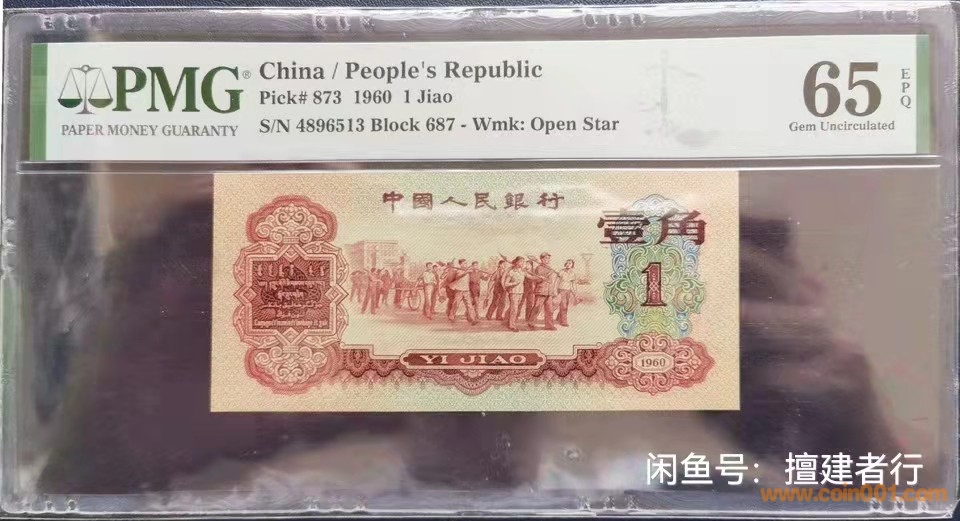 PMG® China / People's Republic
PAPER MONEY GUARANTY
Pick# 873 1960 1 Jiao
S/N 4896513 Block 687 - Wmk: Open Star
65 EPQ
Gem Uncirculated
中國人民銀行
壹角
1
YI JIAO
1960
闲鱼号：擅建者行
www.coin001.com